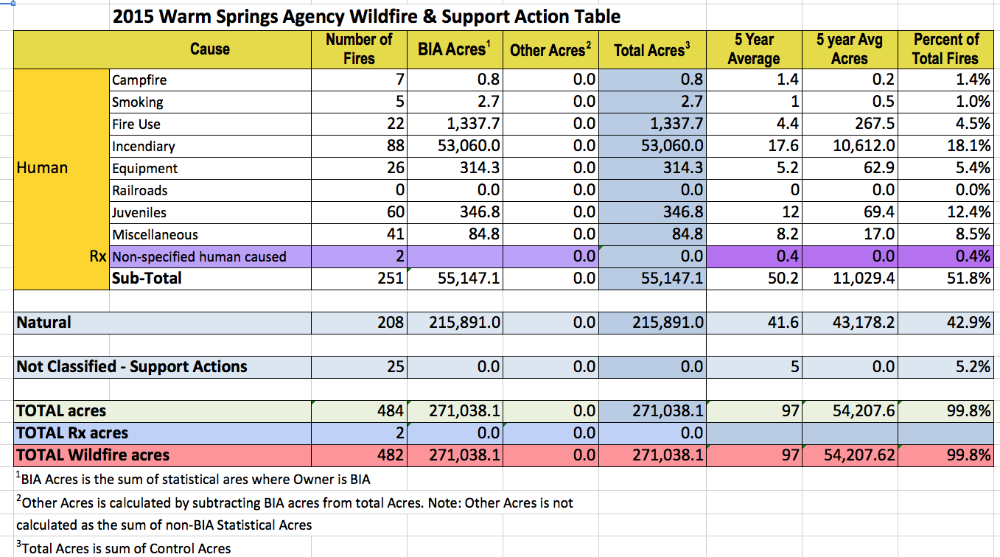 2015 Warm Springs Agency Wildfire & Support Action Table
Cause Number of Fires BIA Acres1 Other Acres2 Total Acres3 5 Year Average 5 year Avg Acres Percent of Total Fires
Human
Campfire 7 0.8 0.0 0.8 1.4 0.2 1.4%
Smoking 5 2.7 0.0 2.7 1 0.5 1.0%
Fire Use 22 1,337.7 0.0 1,337.7 4.4 267.5 4.5%
Incendiary 88 53,060.0 0.0 53,060.0 17.6 10,612.0 18.1%
Equipment 26 314.3 0.0 314.3 5.2 62.9 5.4%
Railroads 0 0.0 0.0 0.0 0 0.0 0.0%
Juveniles 60 346.8 0.0 346.8 12 69.4 12.4%
Miscellaneous 41 84.8 0.0 84.8 8.2 17.0 8.5%
Rx Non-specified human caused 2 0.0 0.0 0.4 0.0 0.4%
Sub-Total 251 55,147.1 0.0 55,147.1 50.2 11,029.4 51.8%
Natural 208 215,891.0 0.0 215,891.0 41.6 43,178.2 42.9%
Not Classified - Support Actions 25 0.0 0.0 0.0 5 0.0 5.2%
TOTAL acres 484 271,038.1 0.0 271,038.1 97 54,207.6 99.8%
TOTAL Rx acres 2 0.0 0.0 0.0
TOTAL Wildfire acres 482 271,038.1 0.0 271,038.1 97 54,207.62 99.8%
1BIA Acres is the sum of statistical ares where Owner is BIA
2Other Acres is calculated by subtracting BIA acres from total Acres. Note: Other Acres is not
calculated as the sum of non-BIA Statistical Acres
3Total Acres is sum of Control Acres